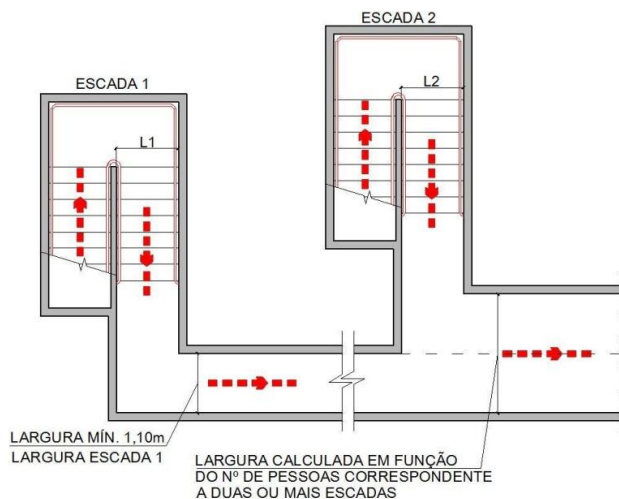 ESCADA 2
ESCADA 1
L2
L1
LARGURA MÍN. 1,10m
LARGURA ESCADA 1
LARGURA CALCULADA EM FUNÇÃO
DO Nº DE PESSOAS CORRESPONDENTE
A DUAS OU MAIS ESCADAS